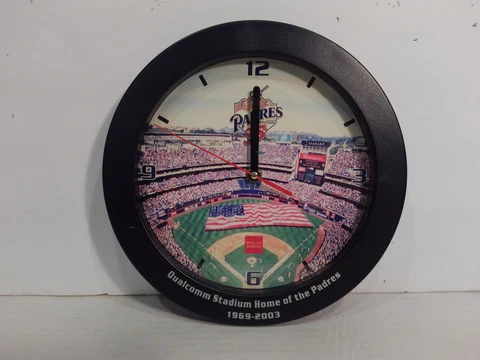 12
PADRES
9
3
6
Qualcomm Stadium Home of the Padres
1969-2003